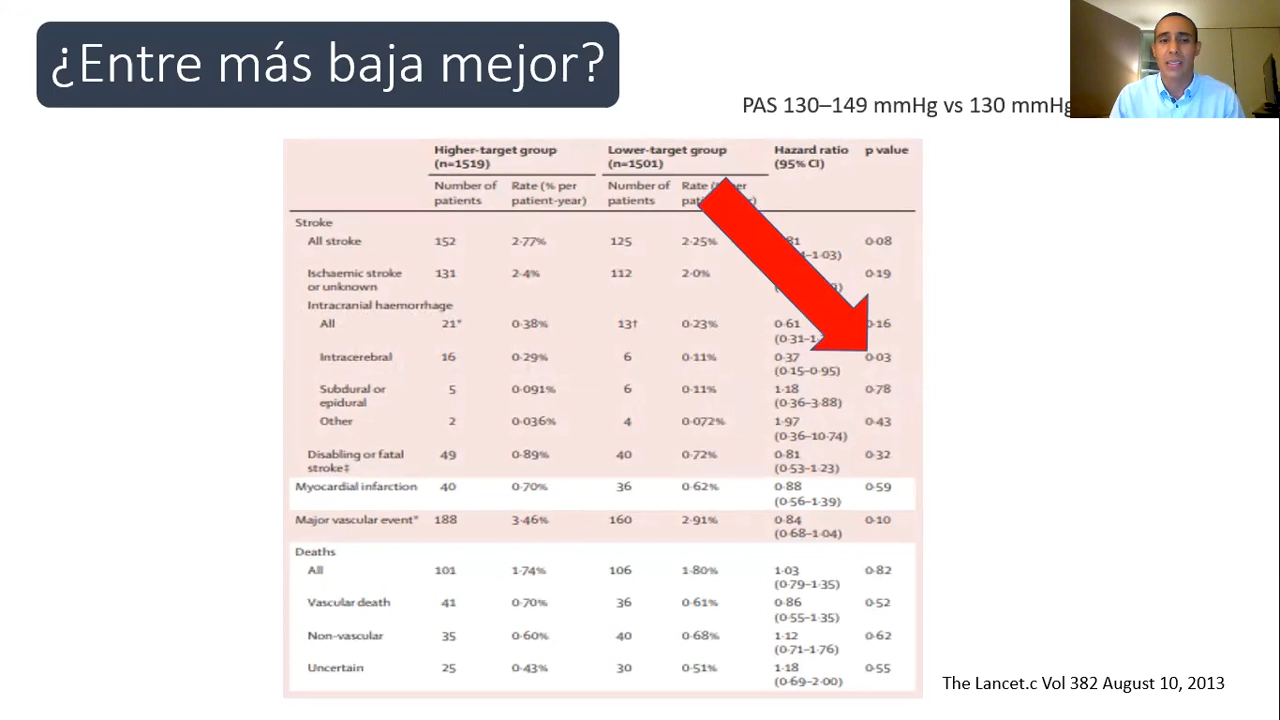 ¿Entre más baja mejor?
PAS 130–149 mmHg vs 130 mmHg
Higher-target group Lower-target group Hazard ratio p value
(n=1519) (n=1501) (95% CI)
Number of Rate (% per Number of
patients patient-year) patients
Stroke
All stroke 152 2·77% 125 2·25% 0·08
1·03)
Ischaemic stroke 131 2·4% 112 2·0% 0·19
or unknown
Intracranial haemorrhage
All 21* 0·38% 13† 0·23% 0·61 ·16
(0·31–1·
Intracerebral 16 0·29% 6 0·11% 0·37 0·03
(0·15–0·95)
Subdural or 5 0·091% 6 0·11% 1·18 0·78
epidural (0·36–3·88)
Other 2 0·036% 4 0·072% 1·97 0·43
(0·36–10·74)
Disabling or fatal 49 0·89% 40 0·72% 0·81 0·32
stroke‡ (0·53–1·23)
Myocardial infarction 40 0·70% 36 0·62% 0·88 0·59
(0·56–1·39)
Major vascular event* 188 3·46% 160 2·91% 0·84 0·10
(0·68–1·04)
Deaths
All 101 1·74% 106 1·80% 1·03 0·82
(0·79–1·35)
Vascular death 41 0·70% 36 0·61% 0·86 0·52
(0·55–1·35)
Non-vascular 35 0·60% 40 0·68% 1·12 0·62
(0·71–1·76)
Uncertain 25 0·43% 30 0·51% 1·18 0·55
(0·69–2·00)
The Lancet.c Vol 382 August 10, 2013